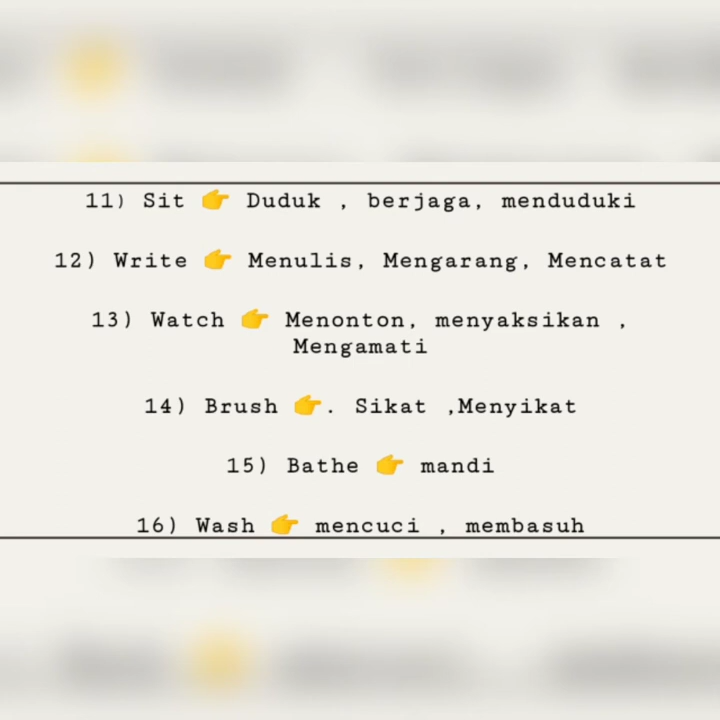 11) Sit 👉 Duduk , berjaga, menduduki
12) Write 👉 Menulis, Mengarang, Mencatat
13) Watch 👉 Menonton, menyaksikan ,
Mengamati
14) Brush 👉. Sikat ,Menyikat
15) Bathe 👉 mandi
16) Wash 👉 mencuci , membasuh